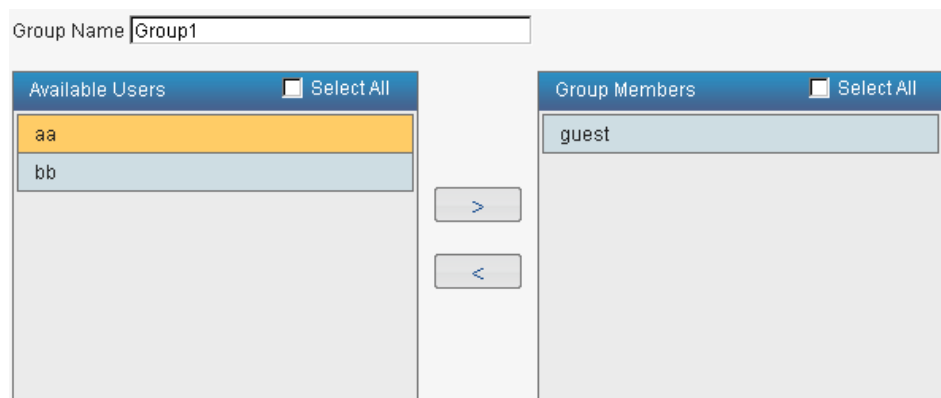 Group Name Group1
Available Users Select All
aa
bb
>
<
Group Members Select All
guest